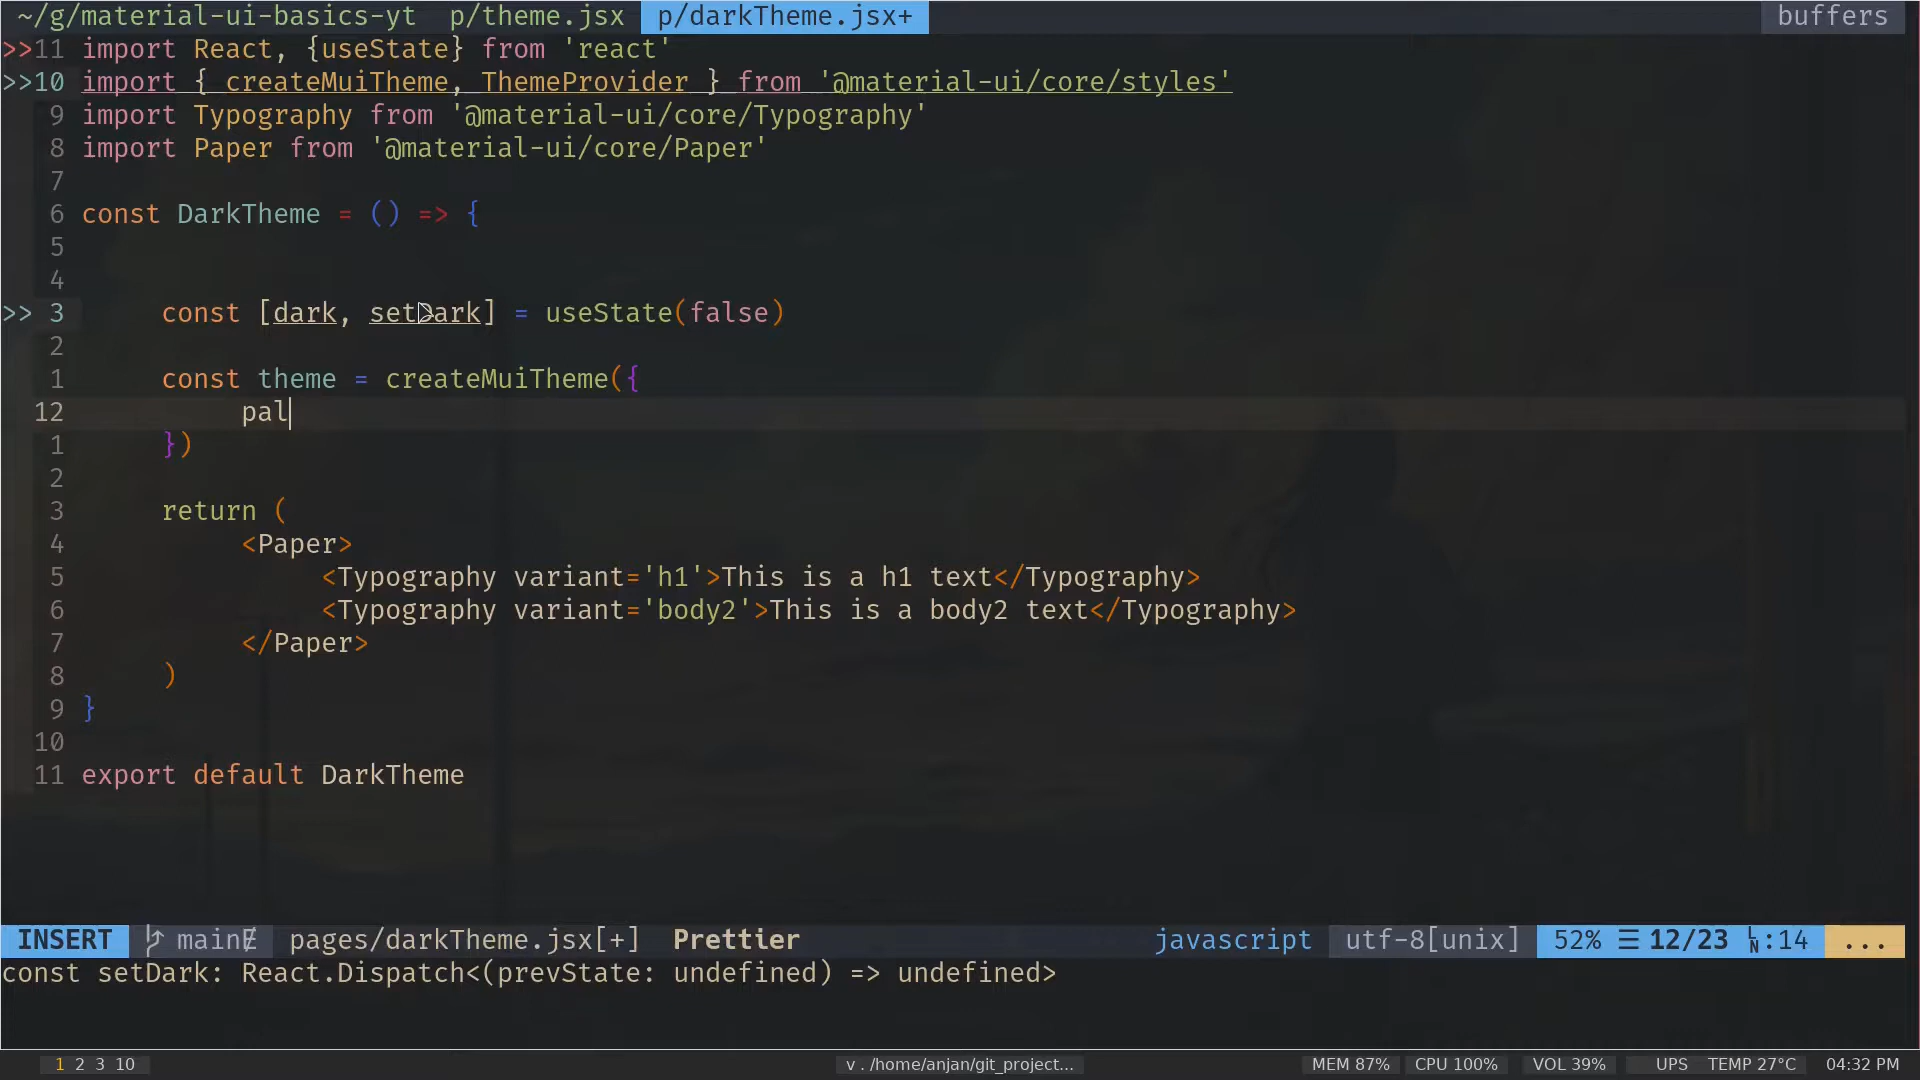 ~/g/material-ui-basics-yt p/theme.jsx p/darkTheme.jsx+ buffers
>>11 import React, {useState} from 'react'
>>10 import { createMuiTheme, ThemeProvider } from '@material-ui/core/styles'
9 import Typography from '@material-ui/core/Typography'
8 import Paper from '@material-ui/core/Paper'
7
6 const DarkTheme = () => {
5
4
>> 3 const [dark, setDark] = useState(false)
2
1 const theme = createMuiTheme({
12 pal
1 })
2
3 return (
4 <Paper>
5 <Typography variant='h1'>This is a h1 text</Typography>
6 <Typography variant='body2'>This is a body2 text</Typography>
7 </Paper>
8 )
9 }
10
11 export default DarkTheme
INSERT main pages/darkTheme.jsx[+] Prettier javascript utf-8[unix] 52% ☰ 12/23 :14 ...
const setDark: React.Dispatch<(prevState: undefined) => undefined>
1 2 3 10 v . /home/anjan/git_project... MEM 87% CPU 100% VOL 39% UPS TEMP 27°C 04:32 PM